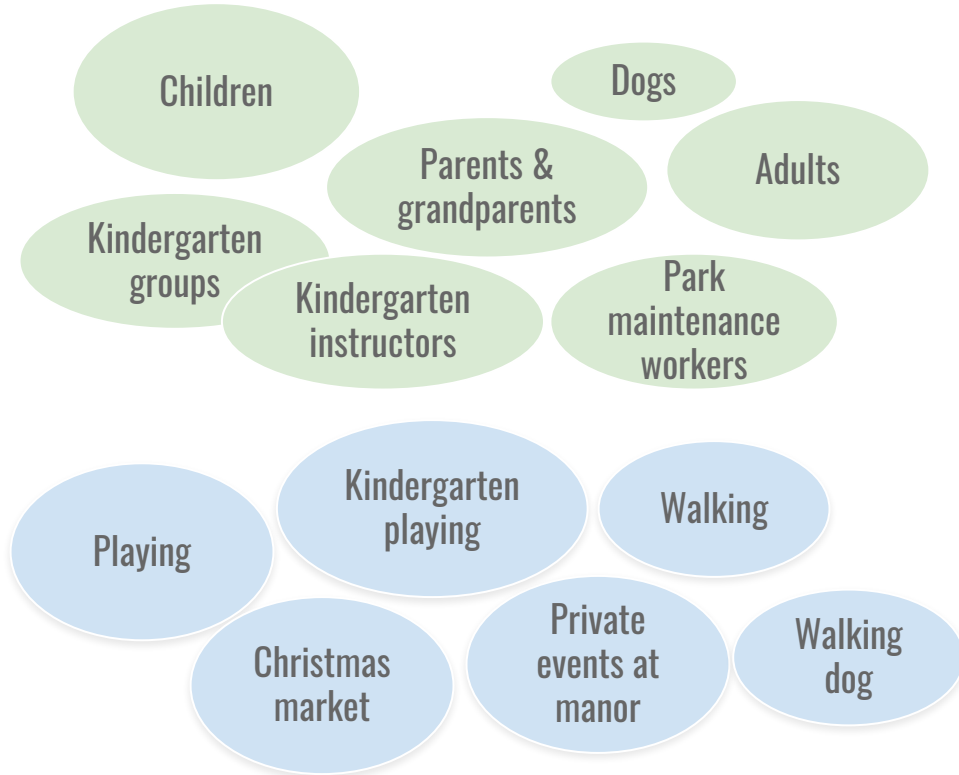 Children
Dogs
Parents &
grandparents
Adults
Kindergarten
groups
Kindergarten
instructors
Park
maintenance
workers
Kindergarten
playing
Walking
Playing
Christmas
market
Private
events at
manor
Walking
dog